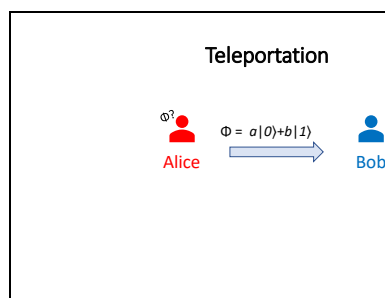 Teleportation
Φ?
Φ = a|0⟩+b|1⟩
Alice
Bob